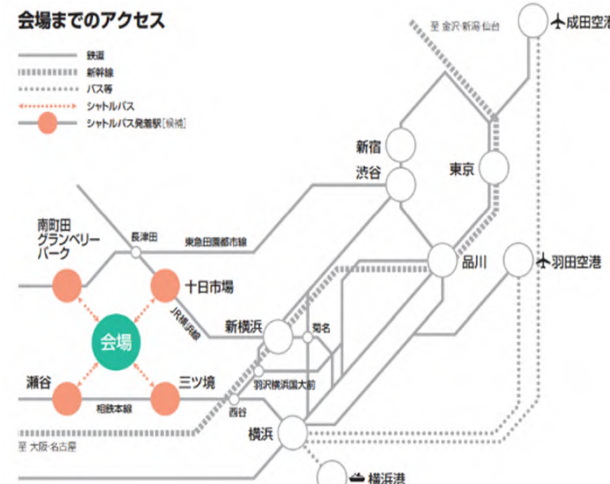 会場までのアクセス
鉄道
新幹線
バス等
シャトルバス
シャトルバス発着駅[候補]
至 金沢・新潟・仙台
成田空港
新宿
渋谷
東京
南町田
グランベリー
パーク
長津田
東急田園都市線
品川
羽田空港
十日市場
JR横浜線
新横浜
菊名
会場
羽沢横浜国大前
瀬谷
三ツ境
相鉄本線
西谷
横浜
至 大阪・名古屋
横浜港